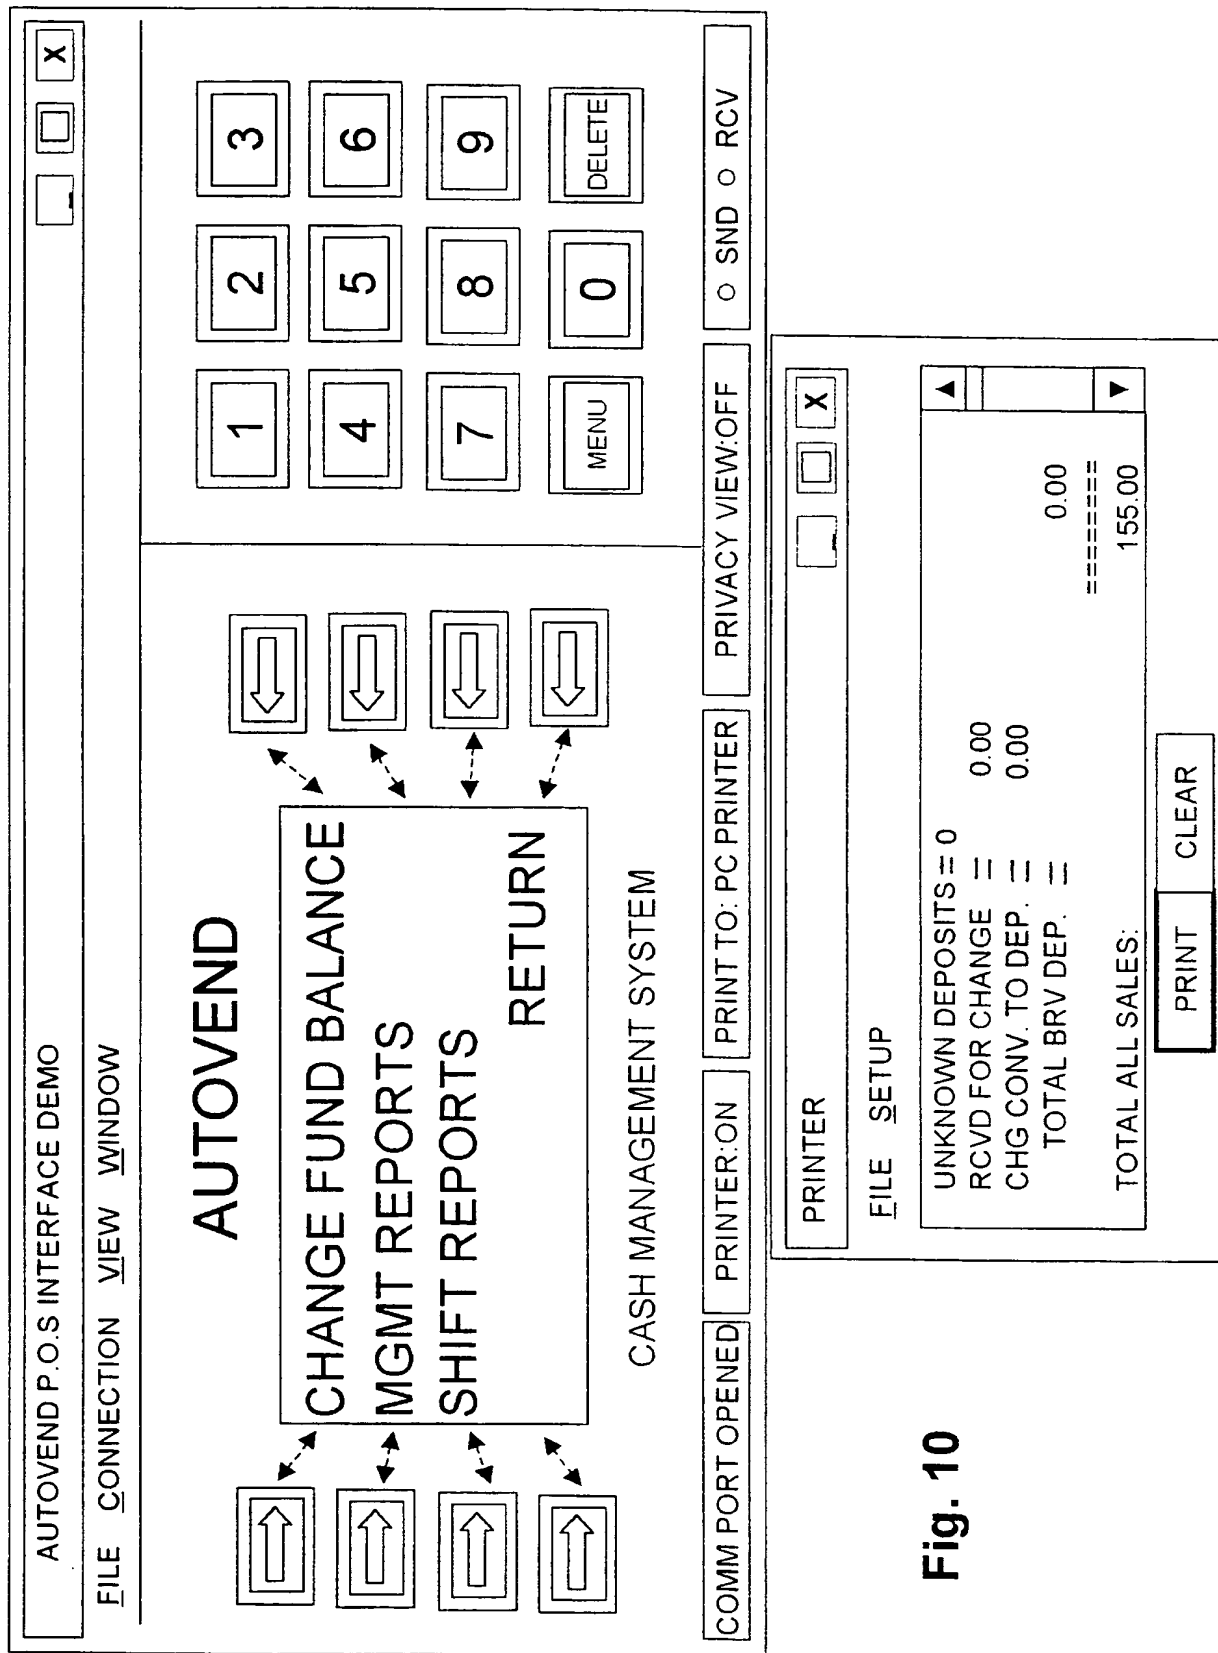 AUTOVEND P.O.S INTERFACE DEMO X
FILE CONNECTION VIEW WINDOW
AUTOVEND
CHANGE FUND BALANCE
MGMT REPORTS
SHIFT REPORTS
RETURN
CASH MANAGEMENT SYSTEM
1 2 3
4 5 6
7 8 9
MENU 0 DELETE
COMM PORT OPENED PRINTER:ON PRINT TO: PC PRINTER PRIVACY VIEW:OFF SND RCV
PRINTER X
FILE SETUP
UNKNOWN DEPOSITS = 0
RCVD FOR CHANGE = 0.00
CHG CONV. TO DEP. = 0.00
TOTAL BRV DEP. = 0.00
=======
TOTAL ALL SALES: 155.00
PRINT CLEAR
Fig. 10